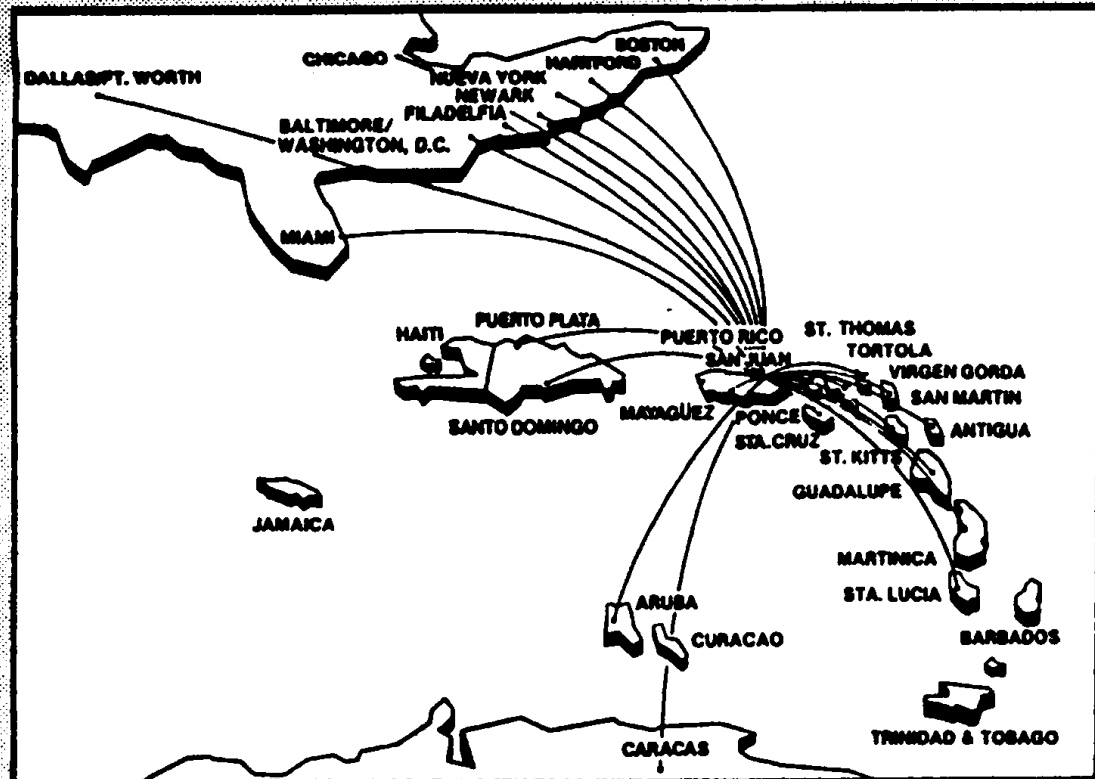 BOSTON
CHICAGO
HARTFORD
DALLAS/FT. WORTH
NUEVA YORK
NEWARK
FILADELFIA
BALTIMORE/
WASHINGTON, D.C.
MIAMI
HAITI
PUERTO PLATA
PUERTO RICO
SAN JUAN
ST. THOMAS
TORTOLA
VIRGEN GORDA
SAN MARTIN
MAYAGÜEZ
PONCE
SANTO DOMINGO
STA. CRUZ
ANTIGUA
ST. KITTS
GUADALUPE
JAMAICA
MARTINICA
STA. LUCIA
ARUBA
CURACAO
BARBADOS
TRINIDAD & TOBAGO
CARACAS